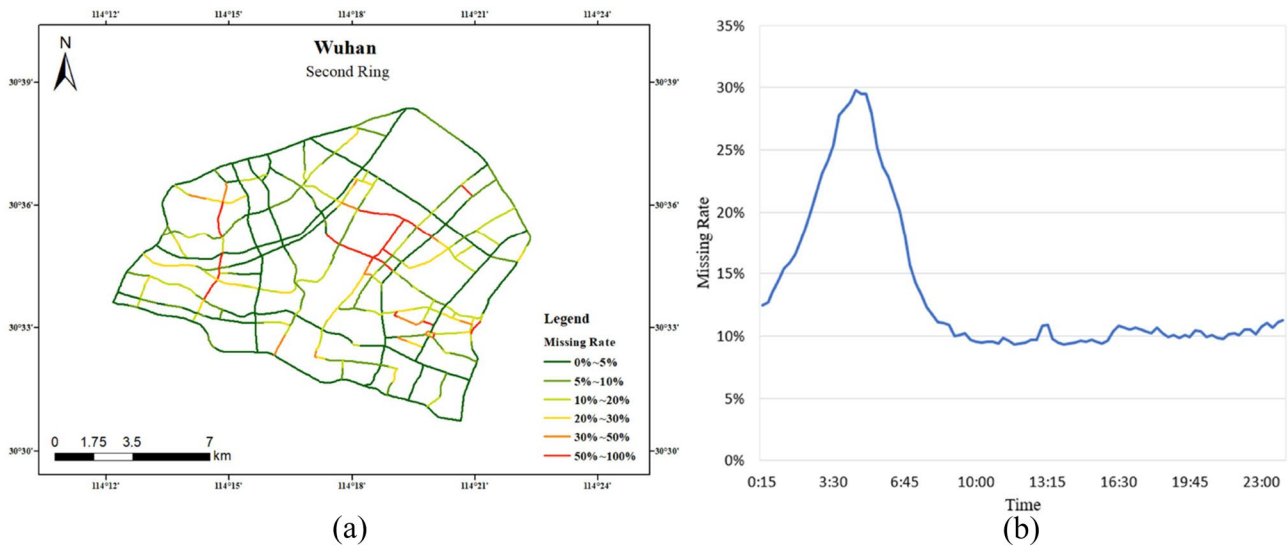 114°12' 114°15' 114°18' 114°21' 114°24'
N
Wuhan
Second Ring
30°39' 30°39'
30°36' 30°36'
30°33' 30°33'
30°30' 30°30'
Legend
Missing Rate
0%~5%
5%~10%
10%~20%
20%~30%
30%~50%
50%~100%
0 1.75 3.5 7
km
114°12' 114°15' 114°18' 114°21' 114°24'
(a)
35%
30%
25%
20%
15%
10%
5%
0%
Missing Rate
0:15 3:30 6:45 10:00 13:15 16:30 19:45 23:00
Time
(b)